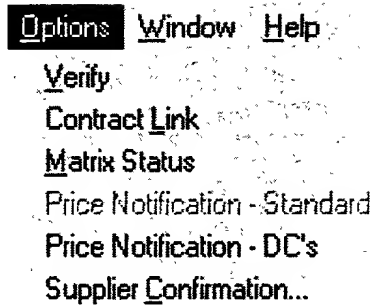 Options Window Help
Verify
Contract Link
Matrix Status
Price Notification - Standard
Price Notification - DC's
Supplier Confirmation...